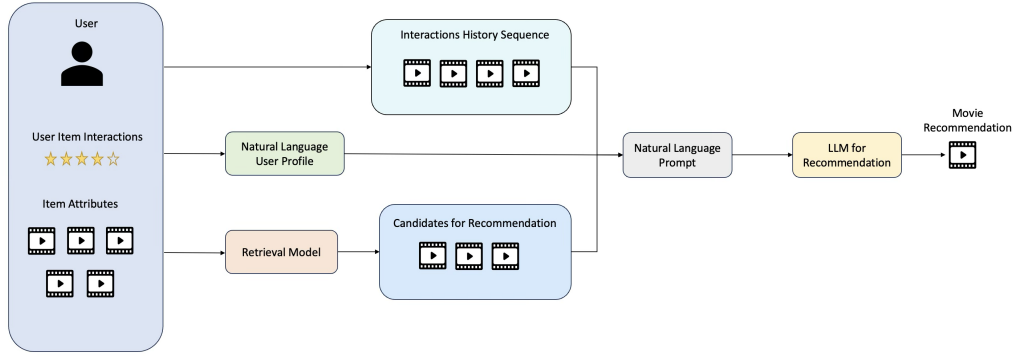 User
User Item Interactions
Item Attributes
Interactions History Sequence
Natural Language
User Profile
Retrieval Model
Candidates for Recommendation
Natural Language
Prompt
LLM for
Recommendation
Movie
Recommendation